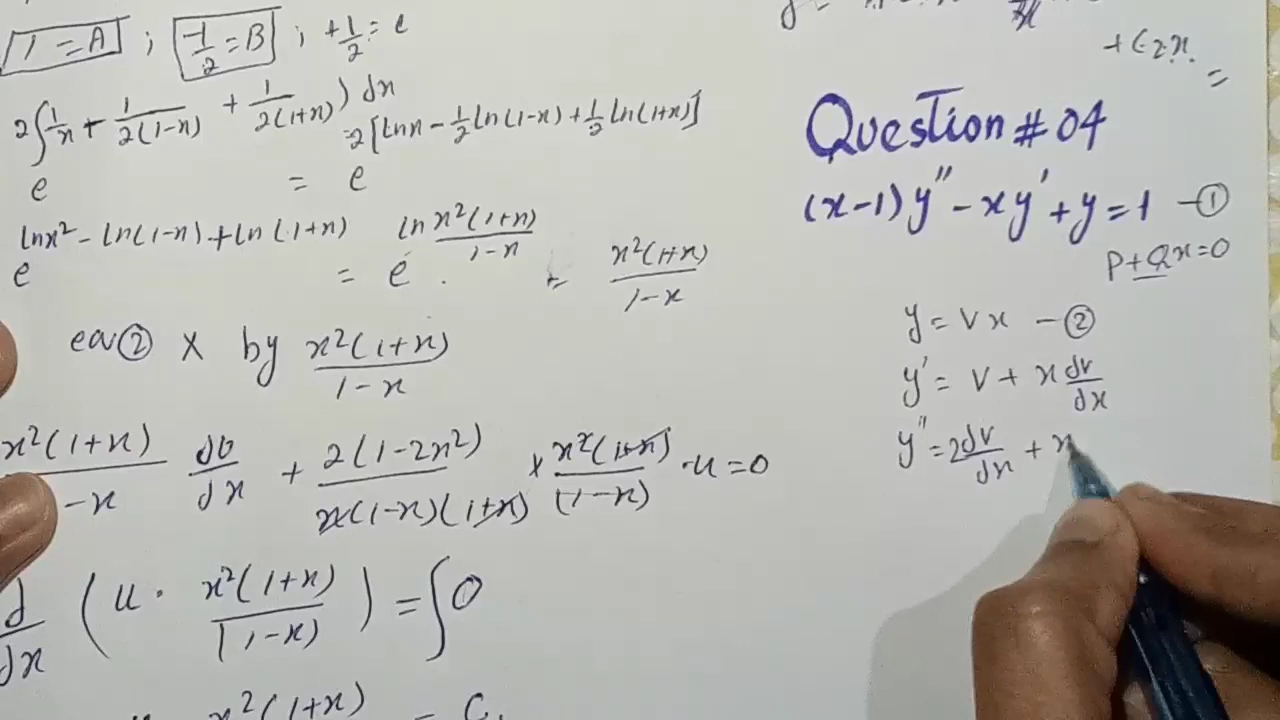 1 = A ; -1/2 = B ; +1/2 = c
2∫(1/x + 1/2(1-x) + 1/2(1+x)) dx
e
= e 2[lnx - 1/2 ln(1-x) + 1/2 ln(1+x)]
e lnx² - ln(1-x) + ln(1+x) = e ln x²(1+x)/1-x = x²(1+x)/1-x
eq② × by x²(1+x)/1-x
x²(1+x)/-x dv/dx + 2(1-2x²)/x(1-x)(1+x) × x²(1+x)/(1-x) ·u = 0
d/dx (u · x²(1+x)/(1-x)) = ∫0
x²(1+x) = C₁
+ C₂x.
=
Question # 04
(x-1)y'' - xy' + y = 1 —①
P + Qx = 0
y = vx —②
y' = v + x dv/dx
y'' = 2dv/dx + x